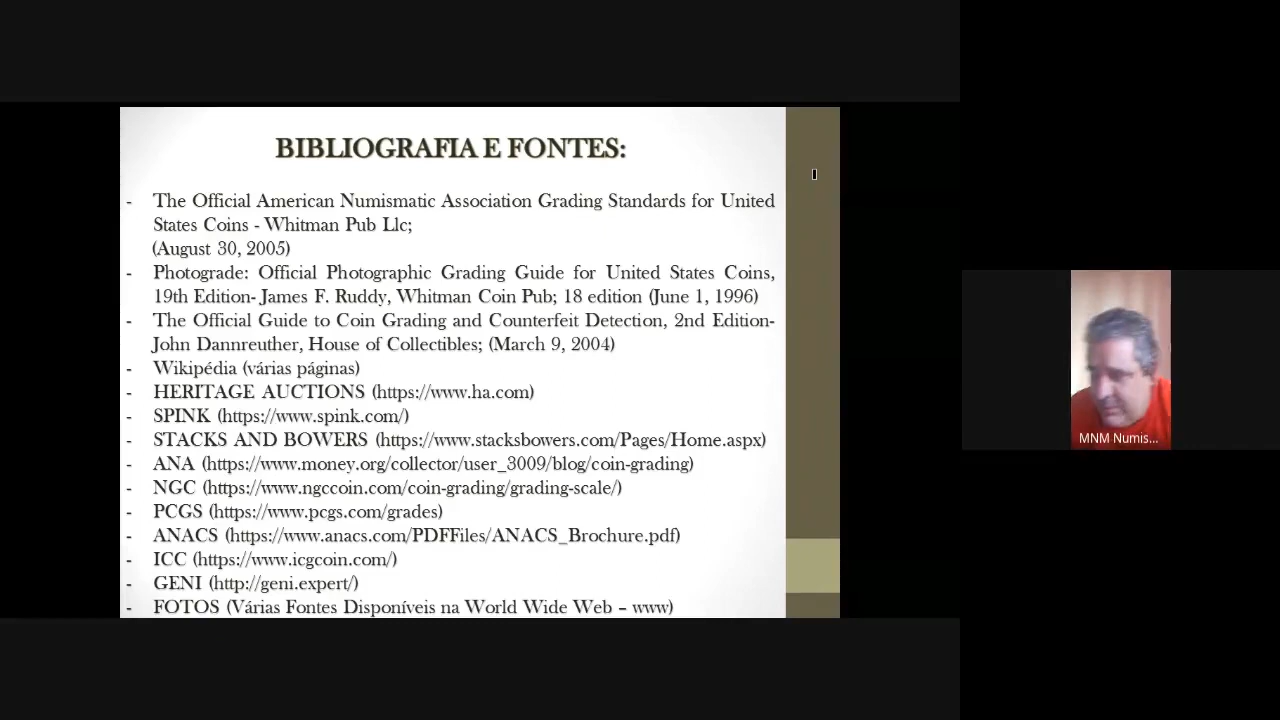 BIBLIOGRAFIA E FONTES:
- The Official American Numismatic Association Grading Standards for United
States Coins - Whitman Pub Llc;
(August 30, 2005)
- Photograde: Official Photographic Grading Guide for United States Coins,
19th Edition- James F. Ruddy, Whitman Coin Pub; 18 edition (June 1, 1996)
- The Official Guide to Coin Grading and Counterfeit Detection, 2nd Edition-
John Dannreuther, House of Collectibles; (March 9, 2004)
- Wikipédia (várias páginas)
- HERITAGE AUCTIONS (https://www.ha.com)
- SPINK (https://www.spink.com/)
- STACKS AND BOWERS (https://www.stacksbowers.com/Pages/Home.aspx)
- ANA (https://www.money.org/collector/user_3009/blog/coin-grading)
- NGC (https://www.ngccoin.com/coin-grading/grading-scale/)
- PCGS (https://www.pcgs.com/grades)
- ANACS (https://www.anacs.com/PDFFiles/ANACS_Brochure.pdf)
- ICC (https://www.icgcoin.com/)
- GENI (http://geni.expert/)
- FOTOS (Várias Fontes Disponíveis na World Wide Web – www)
MNM Numis...